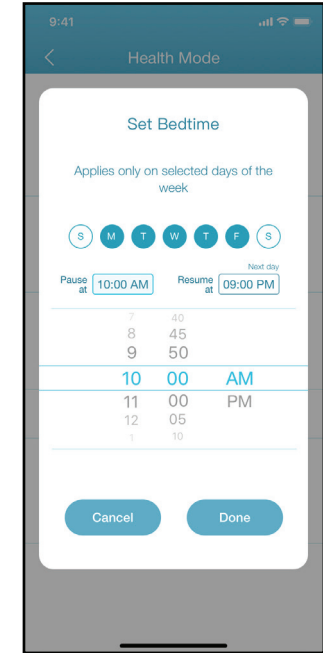 9:41
Health Mode
Set Bedtime
Applies only on selected days of the
week
S M T W T F S
Next day
Pause at 10:00 AM Resume at 09:00 PM
7 40
8 45
9 50
10 00 AM
11 00 PM
12 05
1 10
Cancel Done